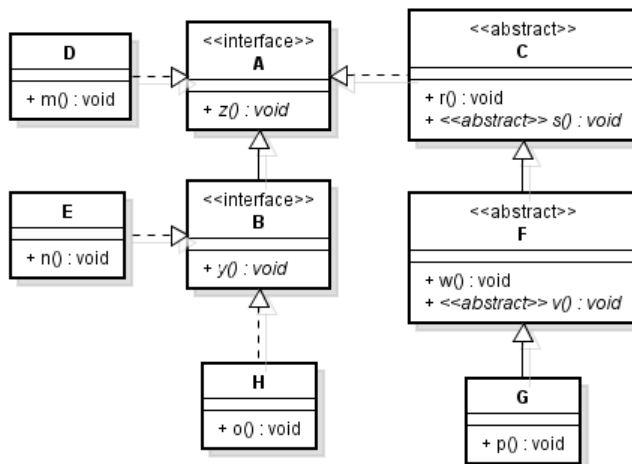 D
+ m() : void
<<interface>>
A
+ z() : void
<<abstract>>
C
+ r() : void
+ <<abstract>> s() : void
E
+ n() : void
<<interface>>
B
+ y() : void
<<abstract>>
F
+ w() : void
+ <<abstract>> v() : void
H
+ o() : void
G
+ p() : void